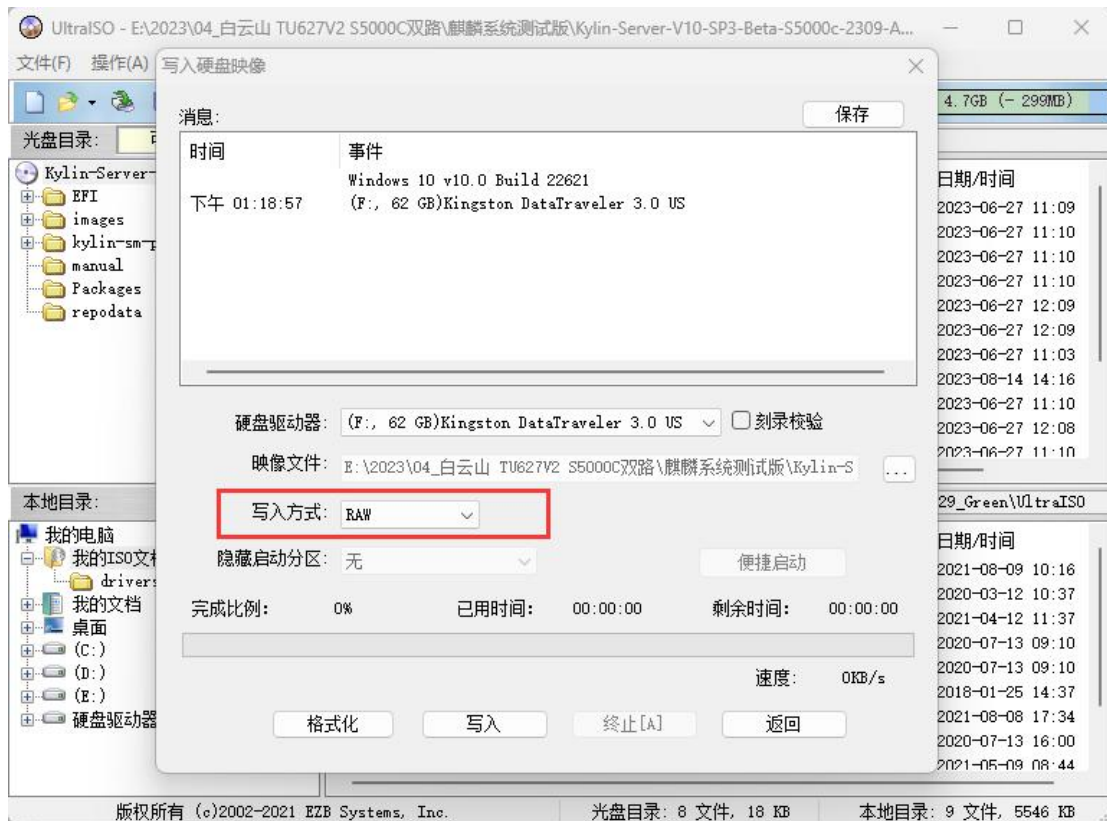 UltraISO - E:\2023\04_白云山 TU627V2 S5000C双路\麒麟系统测试版\Kylin-Server-V10-SP3-Beta-S5000c-2309-A...
文件(F) 操作(A)
写入硬盘映像
4.7GB (- 299MB)
消息:
保存
光盘目录:
时间 事件
Windows 10 v10.0 Build 22621
下午 01:18:57 (F:, 62 GB)Kingston DataTraveler 3.0 US
Kylin-Server-
EFI
images
kylin-sm-p
manual
Packages
repodata
日期/时间
2023-06-27 11:09
2023-06-27 11:10
2023-06-27 11:10
2023-06-27 11:10
2023-06-27 12:09
2023-06-27 12:09
2023-06-27 11:03
2023-08-14 14:16
2023-06-27 11:10
2023-06-27 12:08
2023-06-27 11:10
硬盘驱动器: (F:, 62 GB)Kingston DataTraveler 3.0 US 刻录校验
映像文件: E:\2023\04_白云山 TU627V2 S5000C双路\麒麟系统测试版\Kylin-S ...
写入方式: RAW
隐藏启动分区: 无 便捷启动
完成比例: 0% 已用时间: 00:00:00 剩余时间: 00:00:00
速度: 0KB/s
格式化 写入 终止[A] 返回
本地目录:
29_Green\UltraISO
我的电脑
我的ISO文
drivers
我的文档
桌面
(C:)
(D:)
(E:)
硬盘驱动器
日期/时间
2021-08-09 10:16
2020-03-12 10:37
2021-04-12 11:37
2020-07-13 09:10
2020-07-13 09:10
2018-01-25 14:37
2021-08-08 17:34
2020-07-13 16:00
2021-05-09 08:44
版权所有 (c)2002-2021 EZB Systems, Inc. 光盘目录: 8 文件, 18 KB 本地目录: 9 文件, 5546 KB